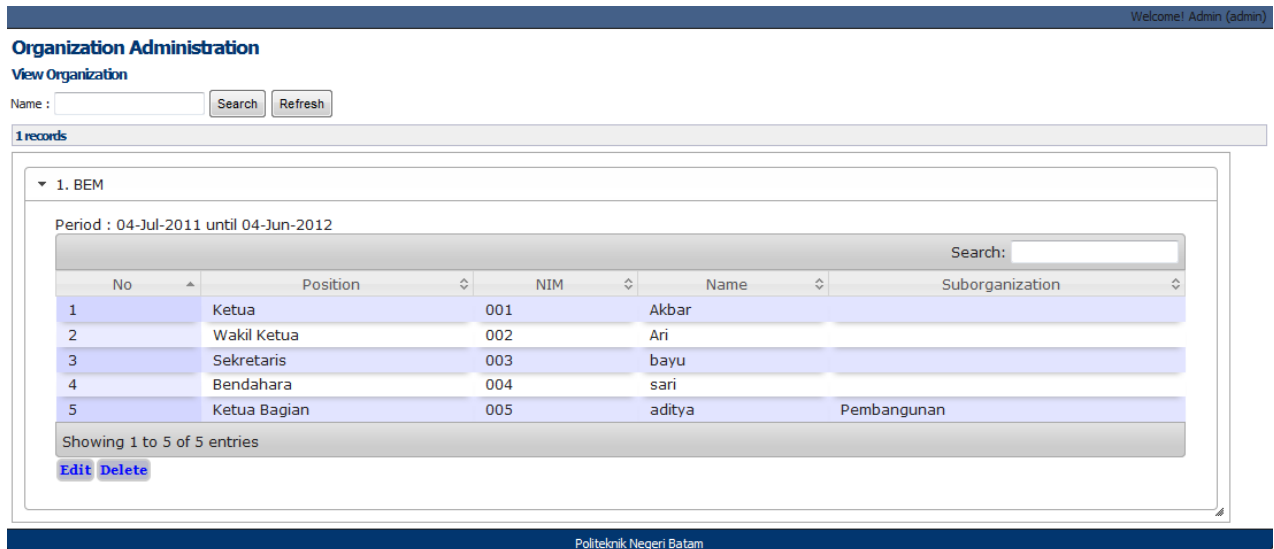 Welcome! Admin (admin)
Organization Administration
View Organization
Name : Search Refresh
1 records
1. BEM
Period : 04-Jul-2011 until 04-Jun-2012
Search:
No Position NIM Name Suborganization
1 Ketua 001 Akbar
2 Wakil Ketua 002 Ari
3 Sekretaris 003 bayu
4 Bendahara 004 sari
5 Ketua Bagian 005 aditya Pembangunan
Showing 1 to 5 of 5 entries
Edit Delete
Politeknik Negeri Batam